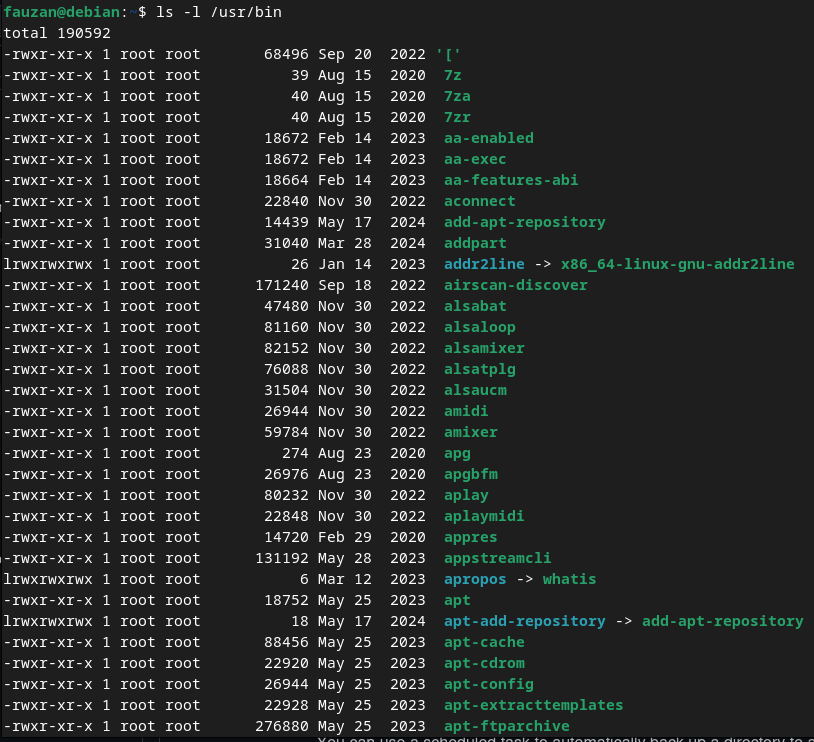 fauzan@debian:~$ ls -l /usr/bin
total 190592
-rwxr-xr-x 1 root root       68496 Sep 20  2022 '['
-rwxr-xr-x 1 root root          39 Aug 15  2020  7z
-rwxr-xr-x 1 root root          40 Aug 15  2020  7za
-rwxr-xr-x 1 root root          40 Aug 15  2020  7zr
-rwxr-xr-x 1 root root       18672 Feb 14  2023  aa-enabled
-rwxr-xr-x 1 root root       18672 Feb 14  2023  aa-exec
-rwxr-xr-x 1 root root       18664 Feb 14  2023  aa-features-abi
-rwxr-xr-x 1 root root       22840 Nov 30  2022  aconnect
-rwxr-xr-x 1 root root       14439 May 17  2024  add-apt-repository
-rwxr-xr-x 1 root root       31040 Mar 28  2024  addpart
lrwxrwxrwx 1 root root          26 Jan 14  2023  addr2line -> x86_64-linux-gnu-addr2line
-rwxr-xr-x 1 root root      171240 Sep 18  2022  airscan-discover
-rwxr-xr-x 1 root root       47480 Nov 30  2022  alsabat
-rwxr-xr-x 1 root root       81160 Nov 30  2022  alsaloop
-rwxr-xr-x 1 root root       82152 Nov 30  2022  alsamixer
-rwxr-xr-x 1 root root       76088 Nov 30  2022  alsatplg
-rwxr-xr-x 1 root root       31504 Nov 30  2022  alsaucm
-rwxr-xr-x 1 root root       26944 Nov 30  2022  amidi
-rwxr-xr-x 1 root root       59784 Nov 30  2022  amixer
-rwxr-xr-x 1 root root         274 Aug 23  2020  apg
-rwxr-xr-x 1 root root       26976 Aug 23  2020  apgbfm
-rwxr-xr-x 1 root root       80232 Nov 30  2022  aplay
-rwxr-xr-x 1 root root       22848 Nov 30  2022  aplaymidi
-rwxr-xr-x 1 root root       14720 Feb 29  2020  appres
-rwxr-xr-x 1 root root      131192 May 28  2023  appstreamcli
lrwxrwxrwx 1 root root           6 Mar 12  2023  apropos -> whatis
-rwxr-xr-x 1 root root       18752 May 25  2023  apt
lrwxrwxrwx 1 root root          18 May 17  2024  apt-add-repository -> add-apt-repository
-rwxr-xr-x 1 root root       88456 May 25  2023  apt-cache
-rwxr-xr-x 1 root root       22920 May 25  2023  apt-cdrom
-rwxr-xr-x 1 root root       26944 May 25  2023  apt-config
-rwxr-xr-x 1 root root       22928 May 25  2023  apt-extracttemplates
-rwxr-xr-x 1 root root      276880 May 25  2023  apt-ftparchive
You can use a scheduled task to automatically back up a directory to